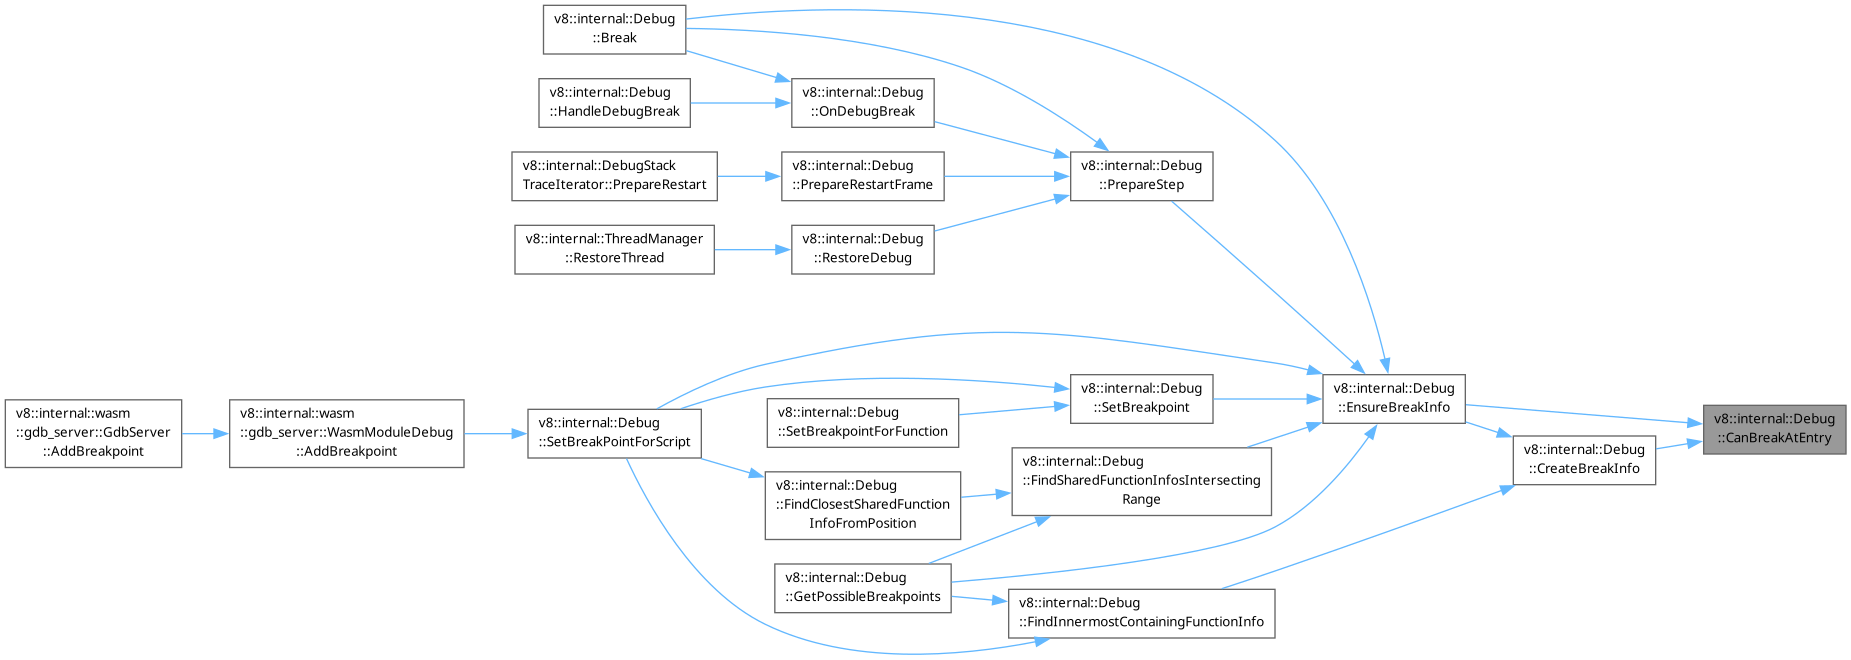 v8::internal::Debug
::Break
v8::internal::Debug
::HandleDebugBreak
v8::internal::Debug
::OnDebugBreak
v8::internal::DebugStack
TraceIterator::PrepareRestart
v8::internal::Debug
::PrepareRestartFrame
v8::internal::Debug
::PrepareStep
v8::internal::ThreadManager
::RestoreThread
v8::internal::Debug
::RestoreDebug
v8::internal::wasm
::gdb_server::GdbServer
::AddBreakpoint
v8::internal::wasm
::gdb_server::WasmModuleDebug
::AddBreakpoint
v8::internal::Debug
::SetBreakPointForScript
v8::internal::Debug
::SetBreakpointForFunction
v8::internal::Debug
::SetBreakpoint
v8::internal::Debug
::EnsureBreakInfo
v8::internal::Debug
::CanBreakAtEntry
v8::internal::Debug
::CreateBreakInfo
v8::internal::Debug
::FindSharedFunctionInfosIntersecting
Range
v8::internal::Debug
::FindClosestSharedFunction
InfoFromPosition
v8::internal::Debug
::GetPossibleBreakpoints
v8::internal::Debug
::FindInnermostContainingFunctionInfo